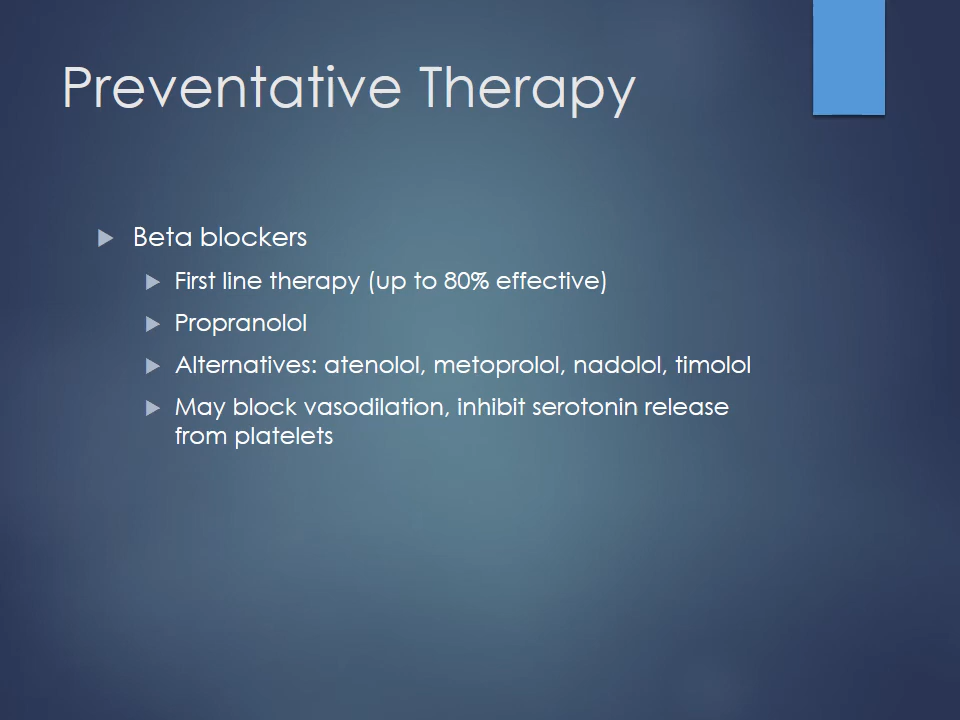 Preventative Therapy
Beta blockers
First line therapy (up to 80% effective)
Propranolol
Alternatives: atenolol, metoprolol, nadolol, timolol
May block vasodilation, inhibit serotonin release
from platelets